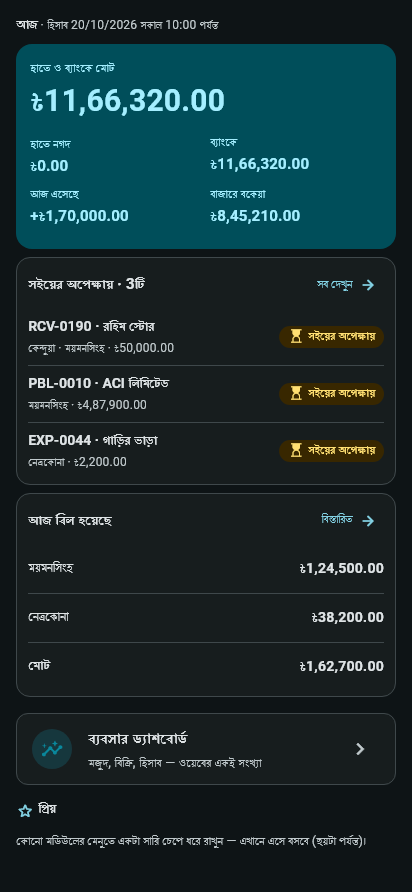 আজ · হিসাব 20/10/2026 সকাল 10:00 পর্যন্ত
হাতে ও ব্যাংকে মোট
৳11,66,320.00
হাতে নগদ
৳0.00
ব্যাংকে
৳11,66,320.00
আজ এসেছে
+৳1,70,000.00
বাজারে বকেয়া
৳8,45,210.00
সইয়ের অপেক্ষায় · 3টি
সব দেখুন
RCV-0190 · রহিম স্টোর
কেন্দুয়া · ময়মনসিংহ · ৳50,000.00
সইয়ের অপেক্ষায়
PBL-0010 · ACI লিমিটেড
ময়মনসিংহ · ৳4,87,900.00
সইয়ের অপেক্ষায়
EXP-0044 · গাড়ির ভাড়া
নেত্রকোনা · ৳2,200.00
সইয়ের অপেক্ষায়
আজ বিল হয়েছে
বিস্তারিত
ময়মনসিংহ
৳1,24,500.00
নেত্রকোনা
৳38,200.00
মোট
৳1,62,700.00
ব্যবসার ড্যাশবোর্ড
মজুদ, বিক্রি, হিসাব — ওয়েবের একই সংখ্যা
প্রিয়
কোনো মডিউলের মেনুতে একটা সারি চেপে ধরে রাখুন — এখানে এসে বসবে (ছয়টা পর্যন্ত)।